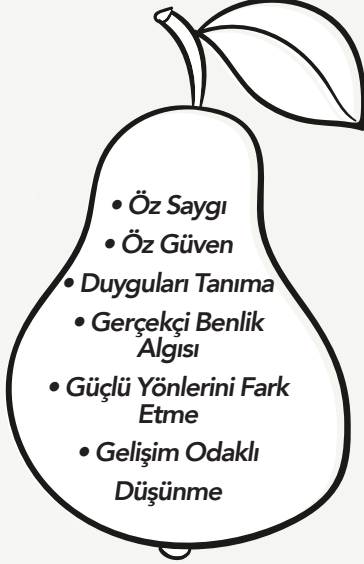 • Öz Saygı
• Öz Güven
• Duyguları Tanıma
• Gerçekçi Benlik
Algısı
• Güçlü Yönlerini Fark
Etme
• Gelişim Odaklı
Düşünme